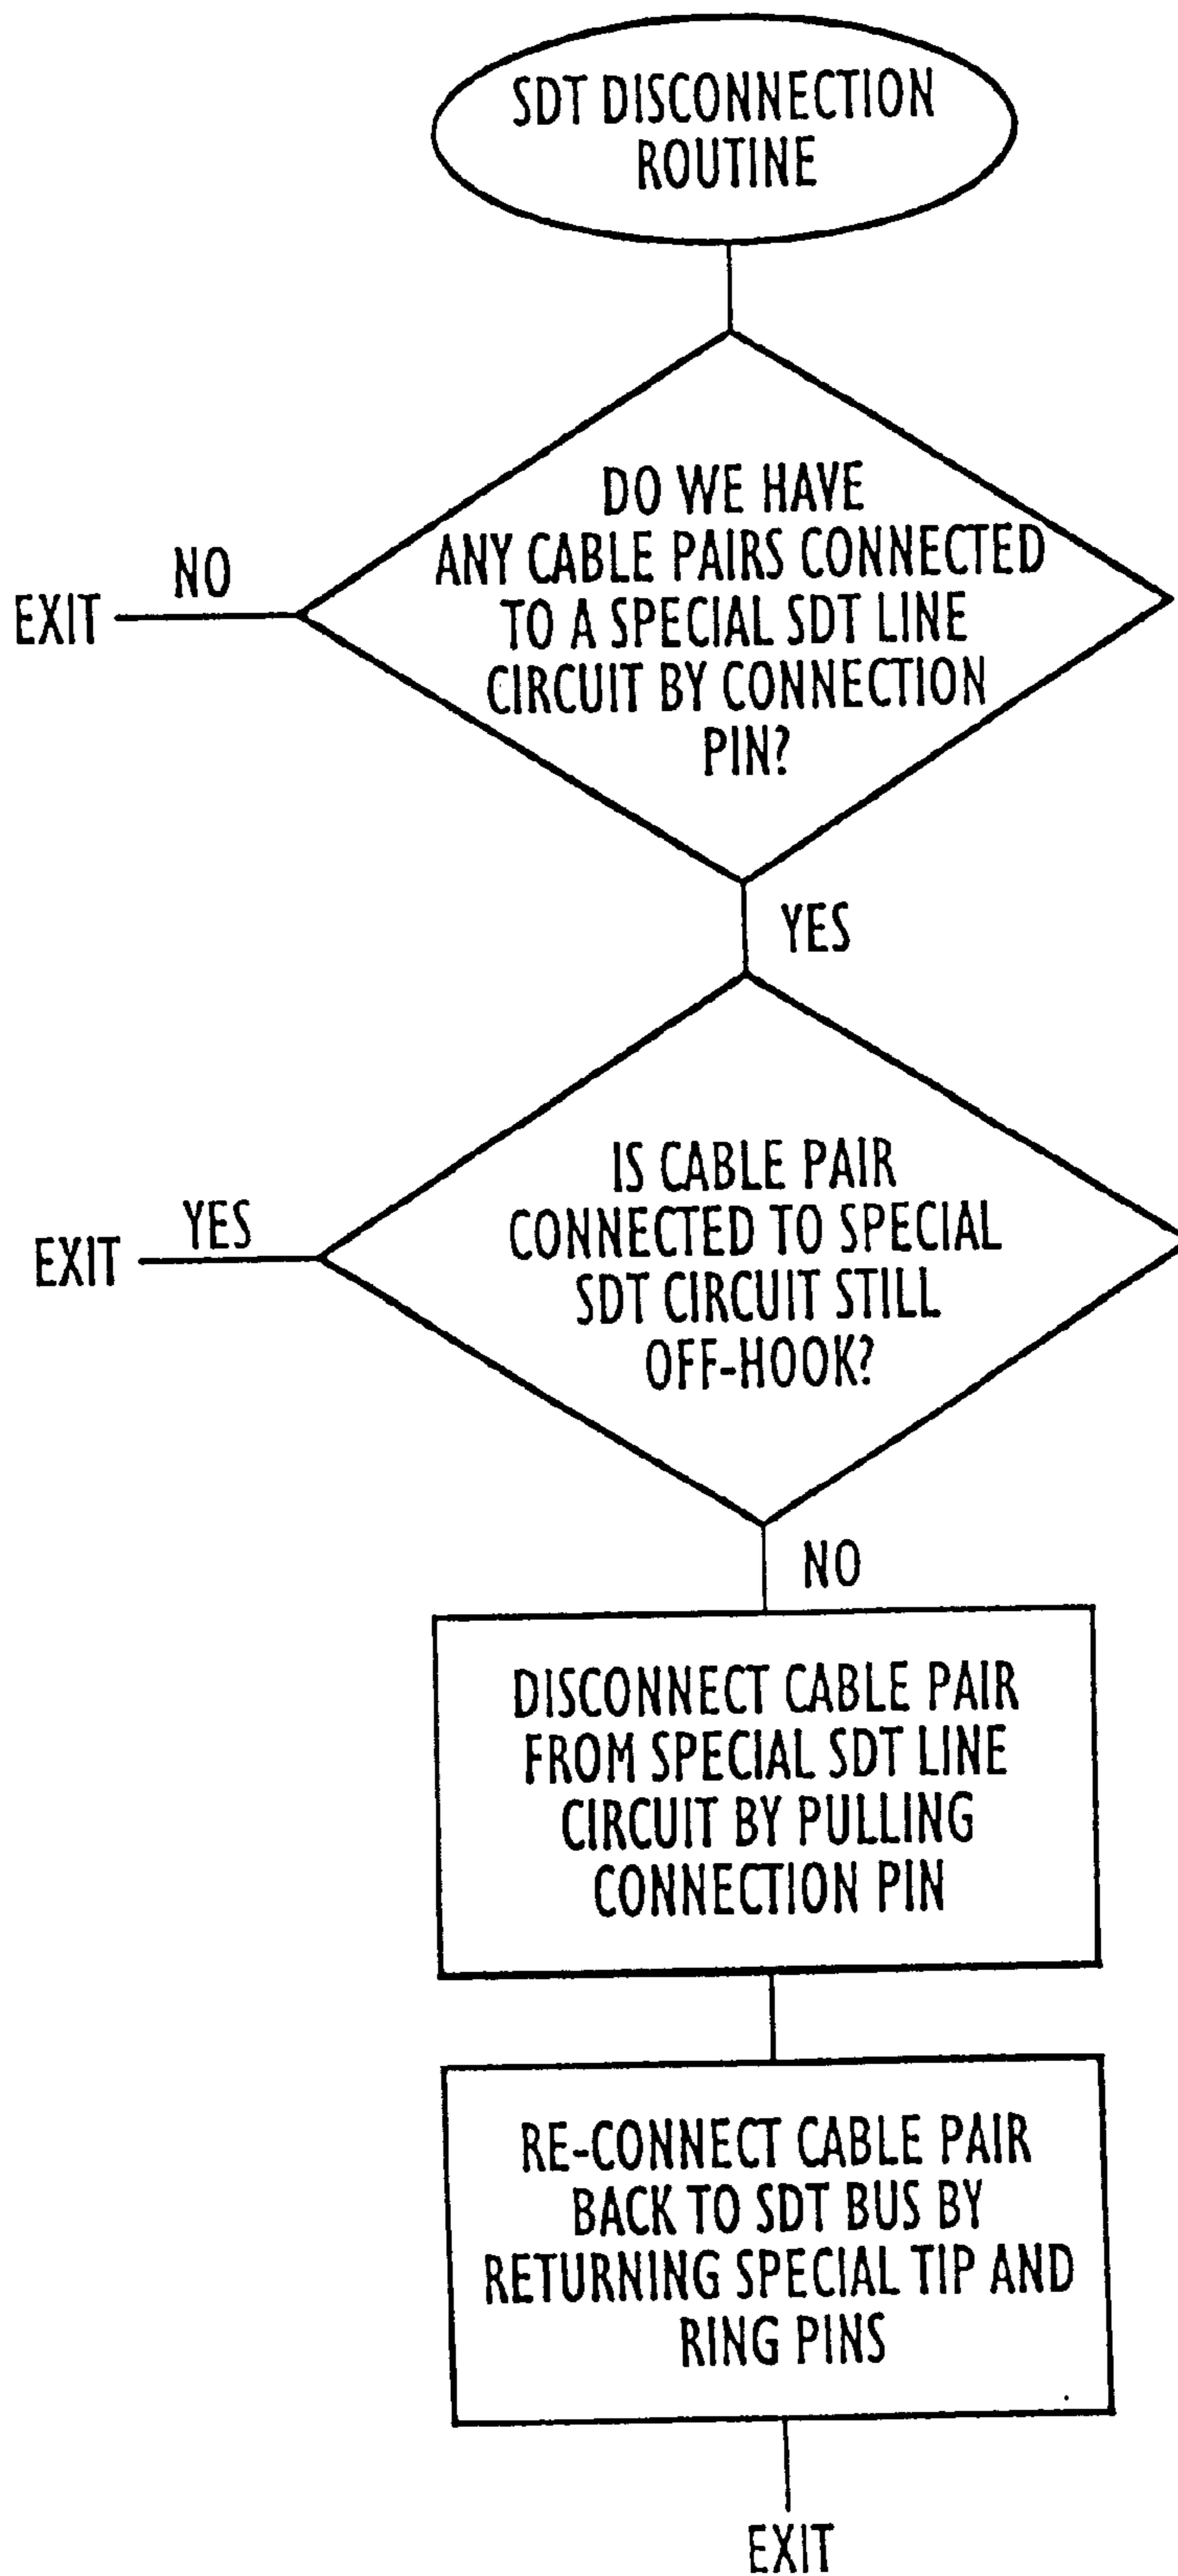 SDT DISCONNECTION
ROUTINE
DO WE HAVE
ANY CABLE PAIRS CONNECTED
TO A SPECIAL SDT LINE
CIRCUIT BY CONNECTION
PIN?
NO
EXIT
YES
IS CABLE PAIR
CONNECTED TO SPECIAL
SDT CIRCUIT STILL
OFF-HOOK?
YES
EXIT
NO
DISCONNECT CABLE PAIR
FROM SPECIAL SDT LINE
CIRCUIT BY PULLING
CONNECTION PIN
RE-CONNECT CABLE PAIR
BACK TO SDT BUS BY
RETURNING SPECIAL TIP AND
RING PINS
EXIT